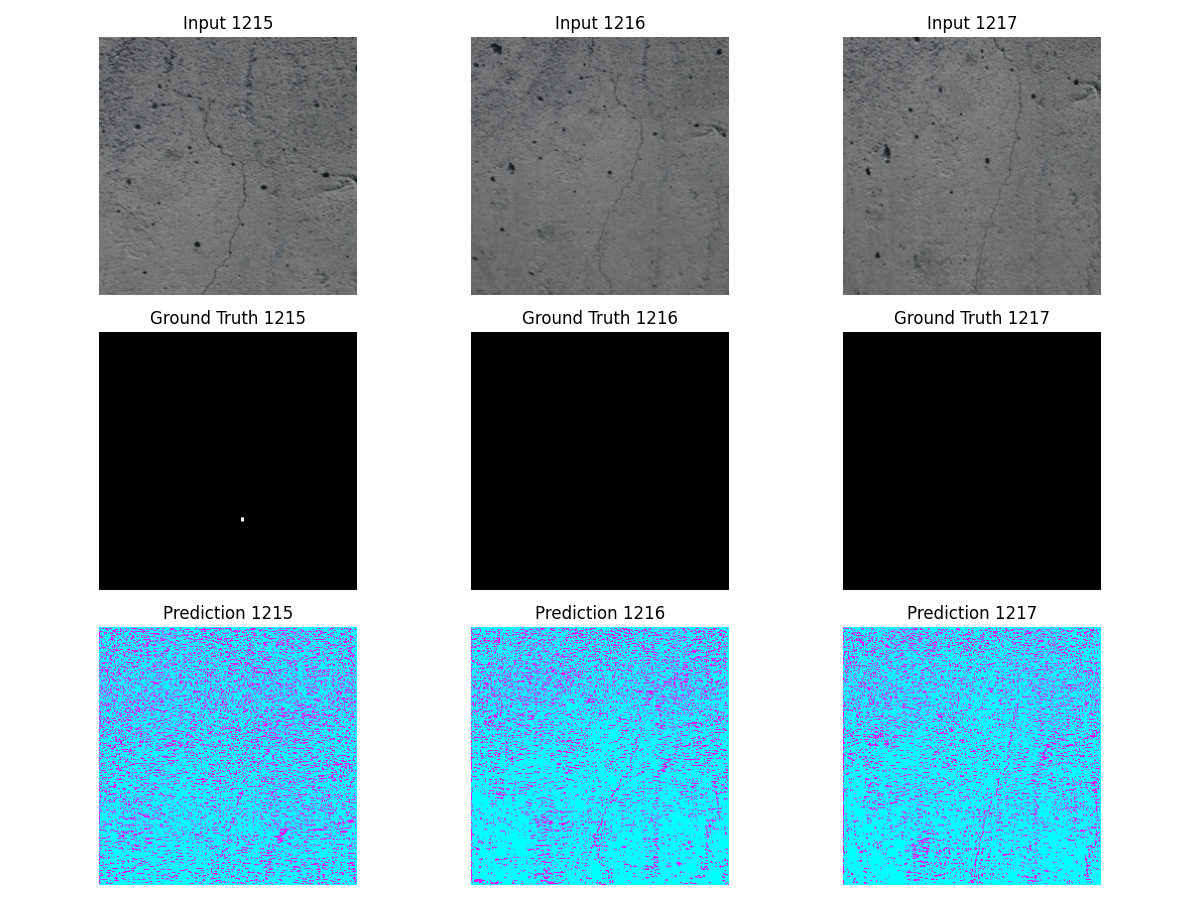 Input 1215
Input 1216
Input 1217
Ground Truth 1215
Ground Truth 1216
Ground Truth 1217
Prediction 1215
Prediction 1216
Prediction 1217